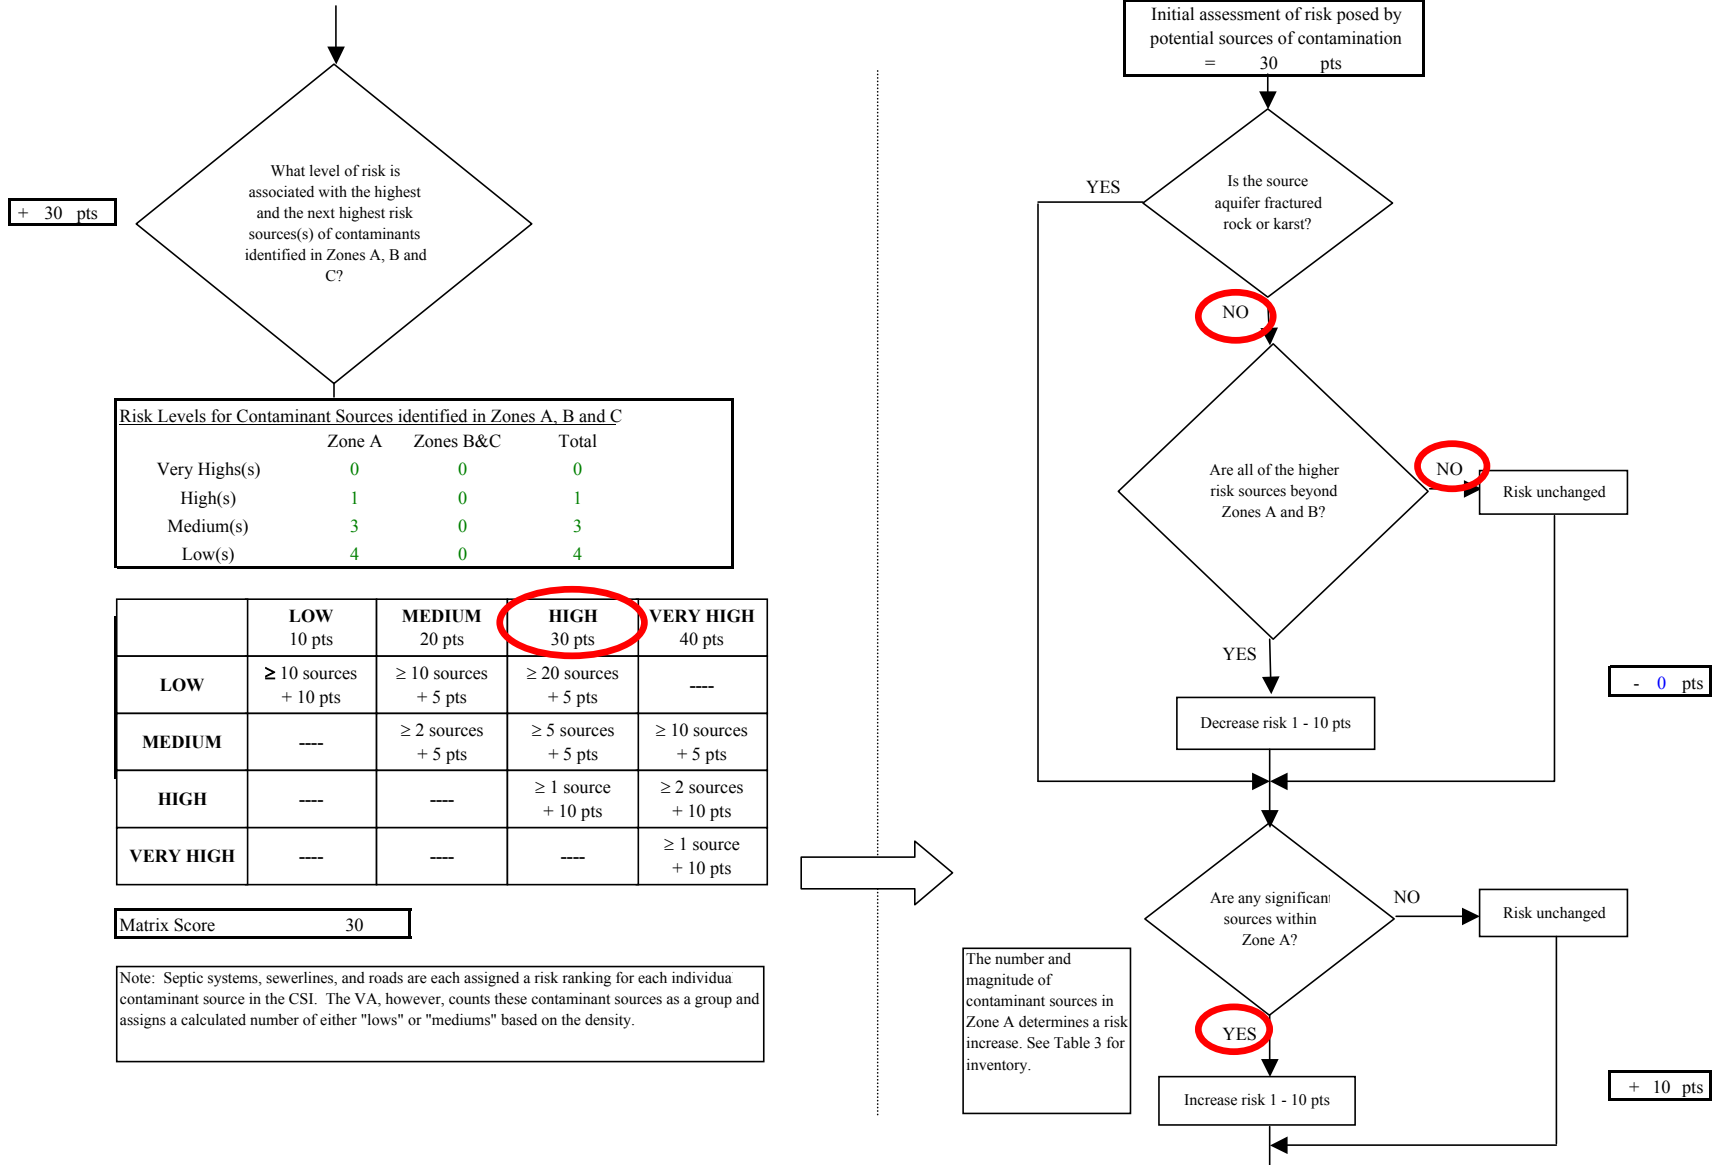 What level of risk is
associated with the highest
and the next highest risk
sources(s) of contaminants
identified in Zones A, B and
C?
+ 30 pts
Risk Levels for Contaminant Sources identified in Zones A, B and C
Zone A Zones B&C Total
Very Highs(s) 0 0 0
High(s) 1 0 1
Medium(s) 3 0 3
Low(s) 4 0 4
LOW MEDIUM HIGH VERY HIGH
10 pts 20 pts 30 pts 40 pts
LOW ≥ 10 sources ≥ 10 sources ≥ 20 sources ----
+ 10 pts + 5 pts + 5 pts
MEDIUM ---- ≥ 2 sources ≥ 5 sources ≥ 10 sources
+ 5 pts + 5 pts + 5 pts
HIGH ---- ---- ≥ 1 source ≥ 2 sources
+ 10 pts + 10 pts
VERY HIGH ---- ---- ---- ≥ 1 source
+ 10 pts
Matrix Score 30
Note: Septic systems, sewerlines, and roads are each assigned a risk ranking for each individua
contaminant source in the CSI. The VA, however, counts these contaminant sources as a group and
assigns a calculated number of either "lows" or "mediums" based on the density.
Initial assessment of risk posed by
potential sources of contamination
= 30 pts
Is the source
aquifer fractured
rock or karst?
YES
NO
Are all of the higher
risk sources beyond
Zones A and B?
NO
Risk unchanged
YES
- 0 pts
Decrease risk 1 - 10 pts
Are any significant
sources within
Zone A?
NO
Risk unchanged
The number and
magnitude of
contaminant sources in
Zone A determines a risk
increase. See Table 3 for
inventory.
YES
Increase risk 1 - 10 pts
+ 10 pts